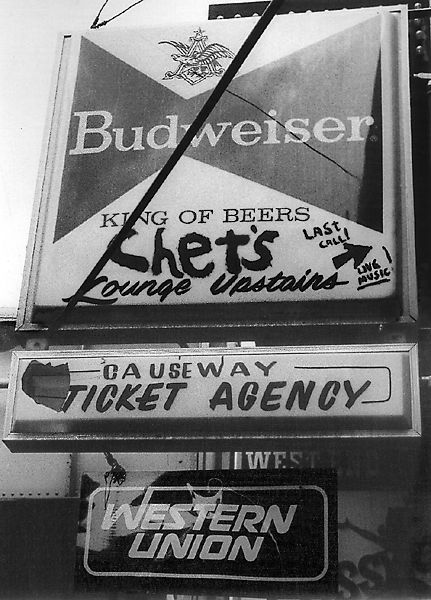 Budweiser®
KING OF BEERS
Chet's
Lounge Upstairs
LAST
CALL!
LIVE
MUSIC!
CAUSEWAY
TICKET AGENCY
WEST
WESTERN
UNION